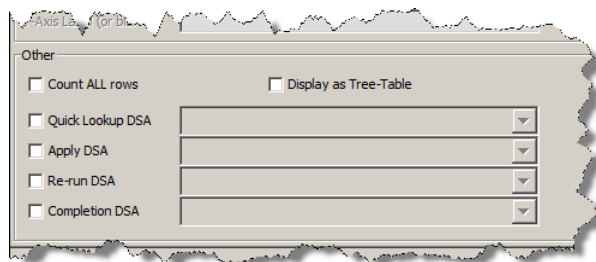 Other
Count ALL rows
Display as Tree-Table
Quick Lookup DSA
Apply DSA
Re-run DSA
Completion DSA